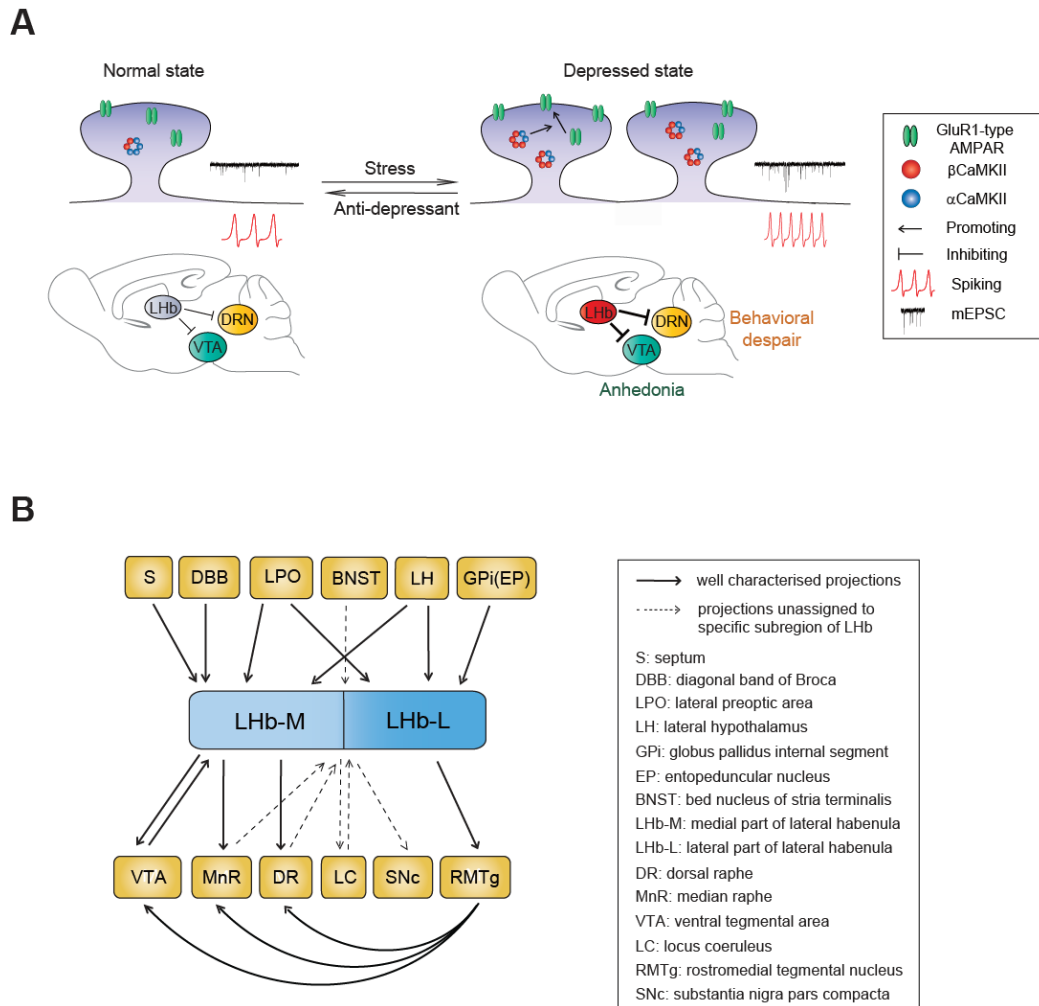 A
Normal state
Depressed state
Stress
Anti-depressant
LHb
DRN
VTA
LHb
DRN
VTA
Behavioral
despair
Anhedonia
GluR1-type
AMPAR
βCaMKII
αCaMKII
Promoting
Inhibiting
Spiking
mEPSC
B
S
DBB
LPO
BNST
LH
GPi(EP)
LHb-M
LHb-L
VTA
MnR
DR
LC
SNc
RMTg
well characterised projections
projections unassigned to
specific subregion of LHb
S: septum
DBB: diagonal band of Broca
LPO: lateral preoptic area
LH: lateral hypothalamus
GPi: globus pallidus internal segment
EP: entopeduncular nucleus
BNST: bed nucleus of stria terminalis
LHb-M: medial part of lateral habenula
LHb-L: lateral part of lateral habenula
DR: dorsal raphe
MnR: median raphe
VTA: ventral tegmental area
LC: locus coeruleus
RMTg: rostromedial tegmental nucleus
SNc: substantia nigra pars compacta